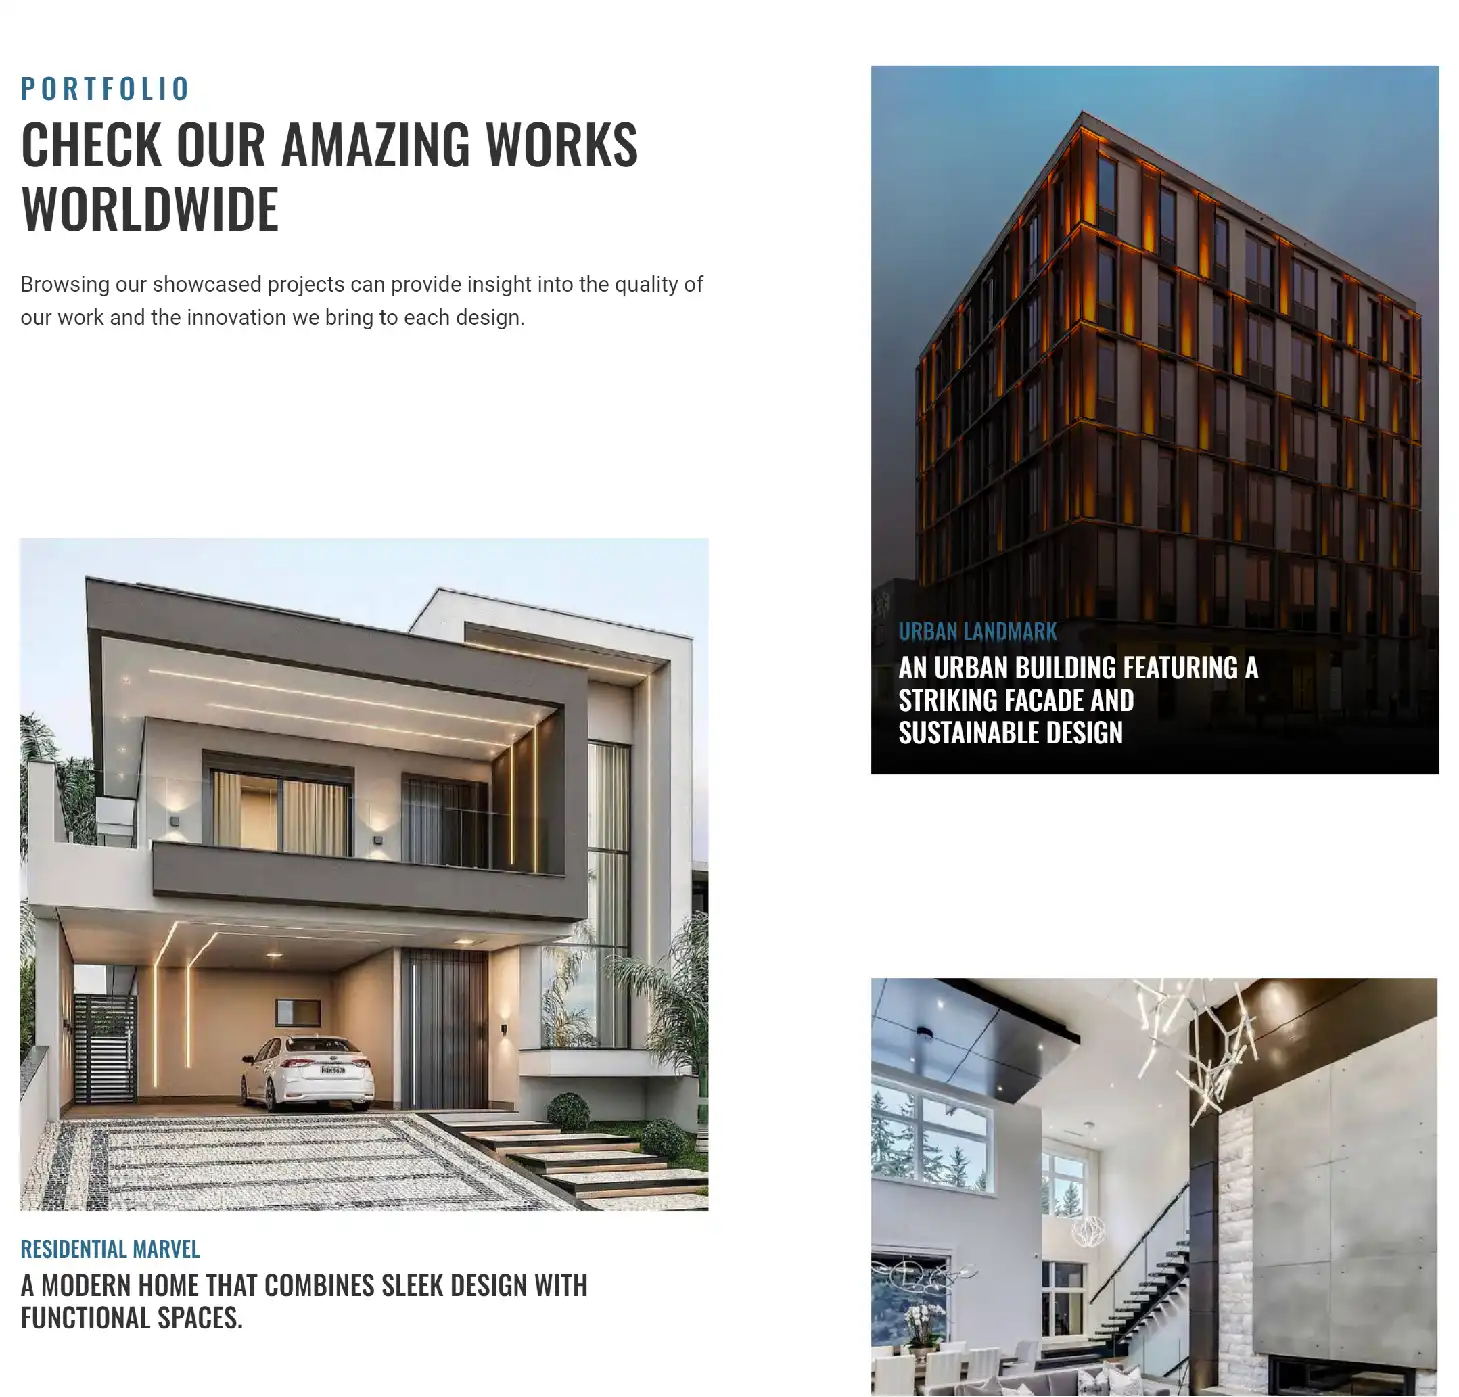 PORTFOLIO
CHECK OUR AMAZING WORKS
WORLDWIDE
Browsing our showcased projects can provide insight into the quality of
our work and the innovation we bring to each design.
URBAN LANDMARK
AN URBAN BUILDING FEATURING A
STRIKING FACADE AND
SUSTAINABLE DESIGN
RESIDENTIAL MARVEL
A MODERN HOME THAT COMBINES SLEEK DESIGN WITH
FUNCTIONAL SPACES.